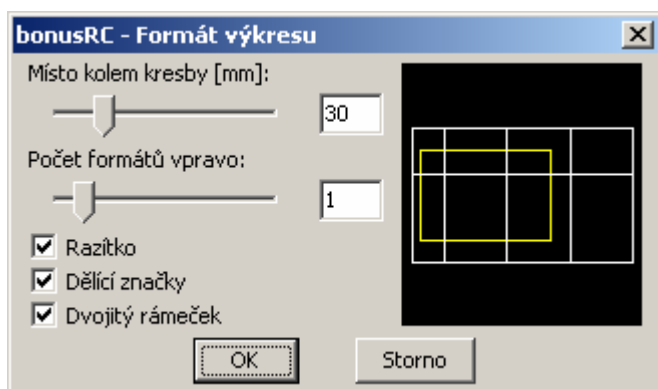 bonusRC - Formát výkresu
Místo kolem kresby [mm]:
30
Počet formátů vpravo:
1
Razítko
Dělící značky
Dvojitý rámeček
OK
Storno